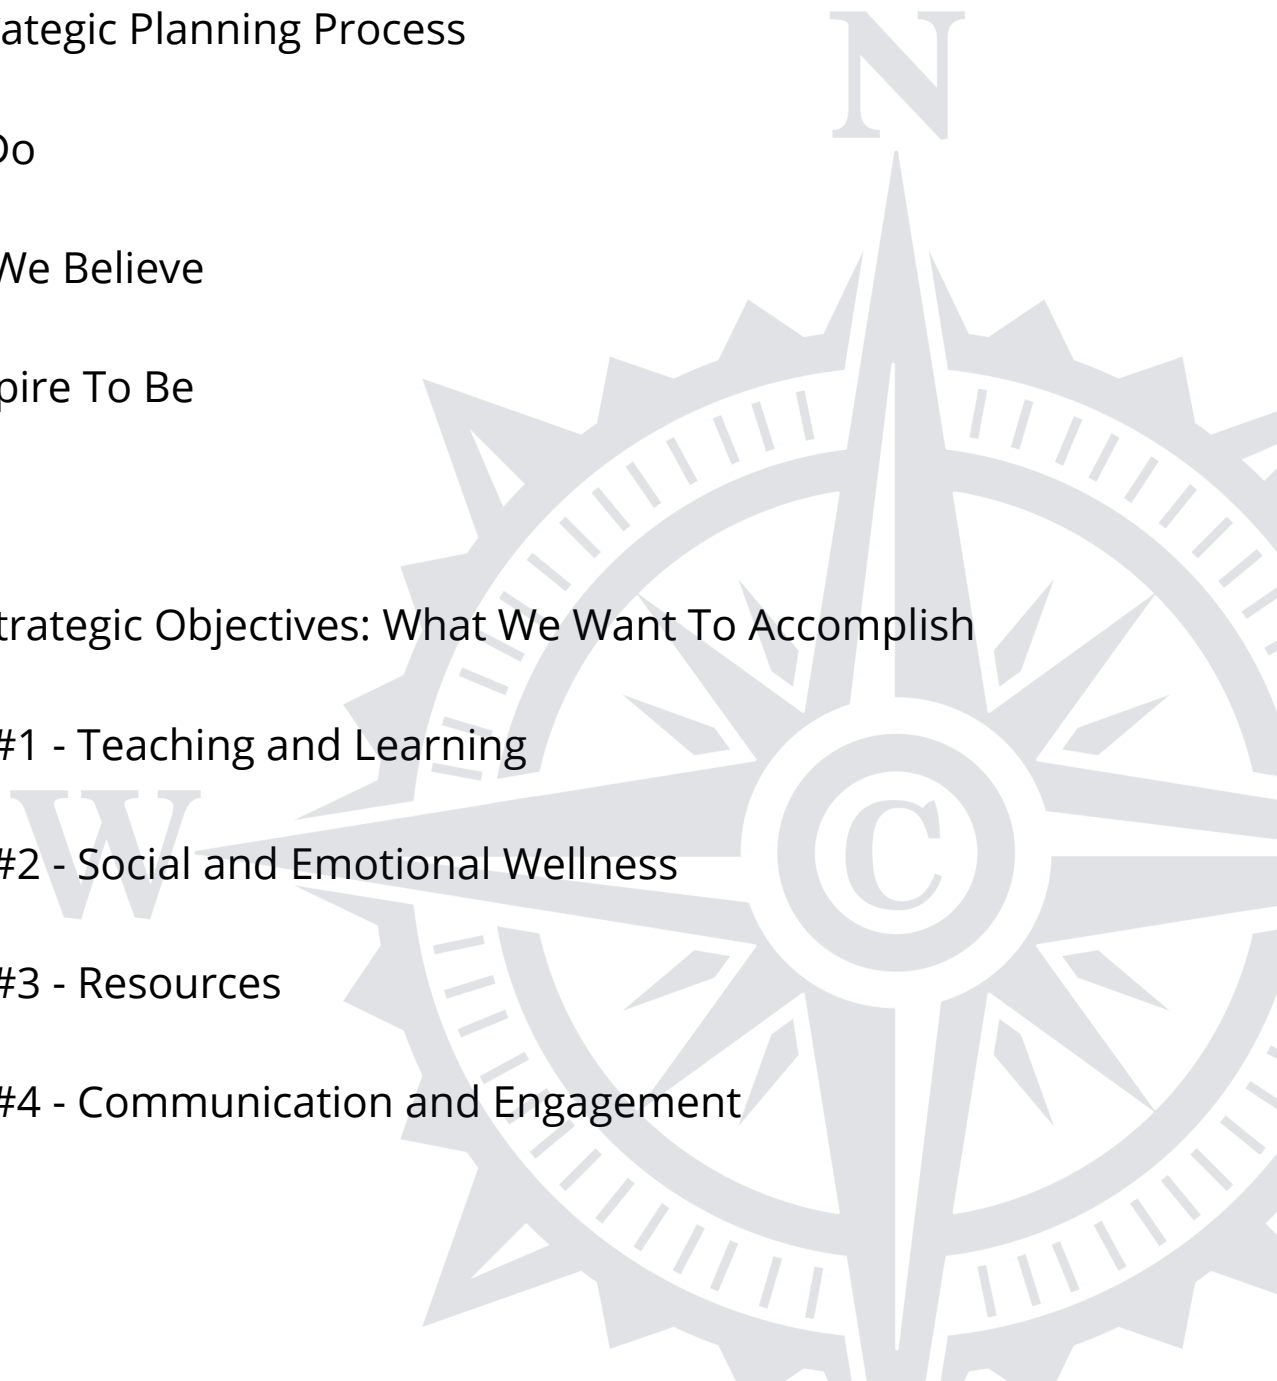 N
ategic Planning Process
Do
We Believe
pire To Be
trategic Objectives: What We Want To Accomplish
#1 - Teaching and Learning
W
C
#2 - Social and Emotional Wellness
#3 - Resources
#4 - Communication and Engagement